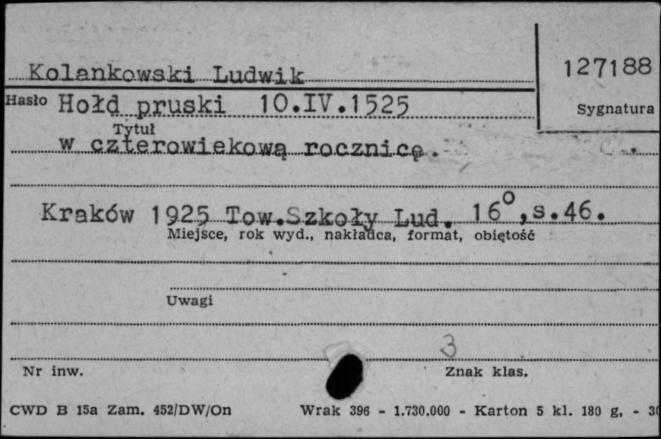 Kolankowski Ludwik
127188
Hasło Hołd pruski 10.IV.1525
Sygnatura
Tytuł
w czterowiekową rocznicę.
Kraków 1925 Tow.Szkoły Lud. 16°,s.46.
Miejsce, rok wyd., nakładca, format, objętość
Uwagi
3
Nr inw.
Znak klas.
CWD B 15a Zam. 452/DW/On Wrak 396 - 1.730.000 - Karton 5 kl. 180 g. -